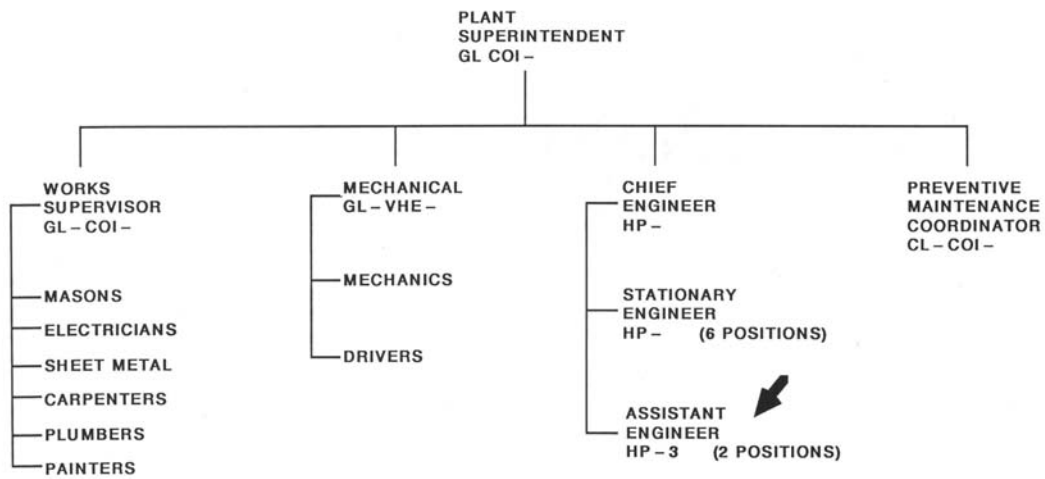 PLANT
SUPERINTENDENT
GL COI –
WORKS
SUPERVISOR
GL – COI –
MASONS
ELECTRICIANS
SHEET METAL
CARPENTERS
PLUMBERS
PAINTERS
MECHANICAL
GL – VHE –
MECHANICS
DRIVERS
CHIEF
ENGINEER
HP –
STATIONARY
ENGINEER
HP – (6 POSITIONS)
ASSISTANT
ENGINEER
HP – 3 (2 POSITIONS)
PREVENTIVE
MAINTENANCE
COORDINATOR
CL – COI –